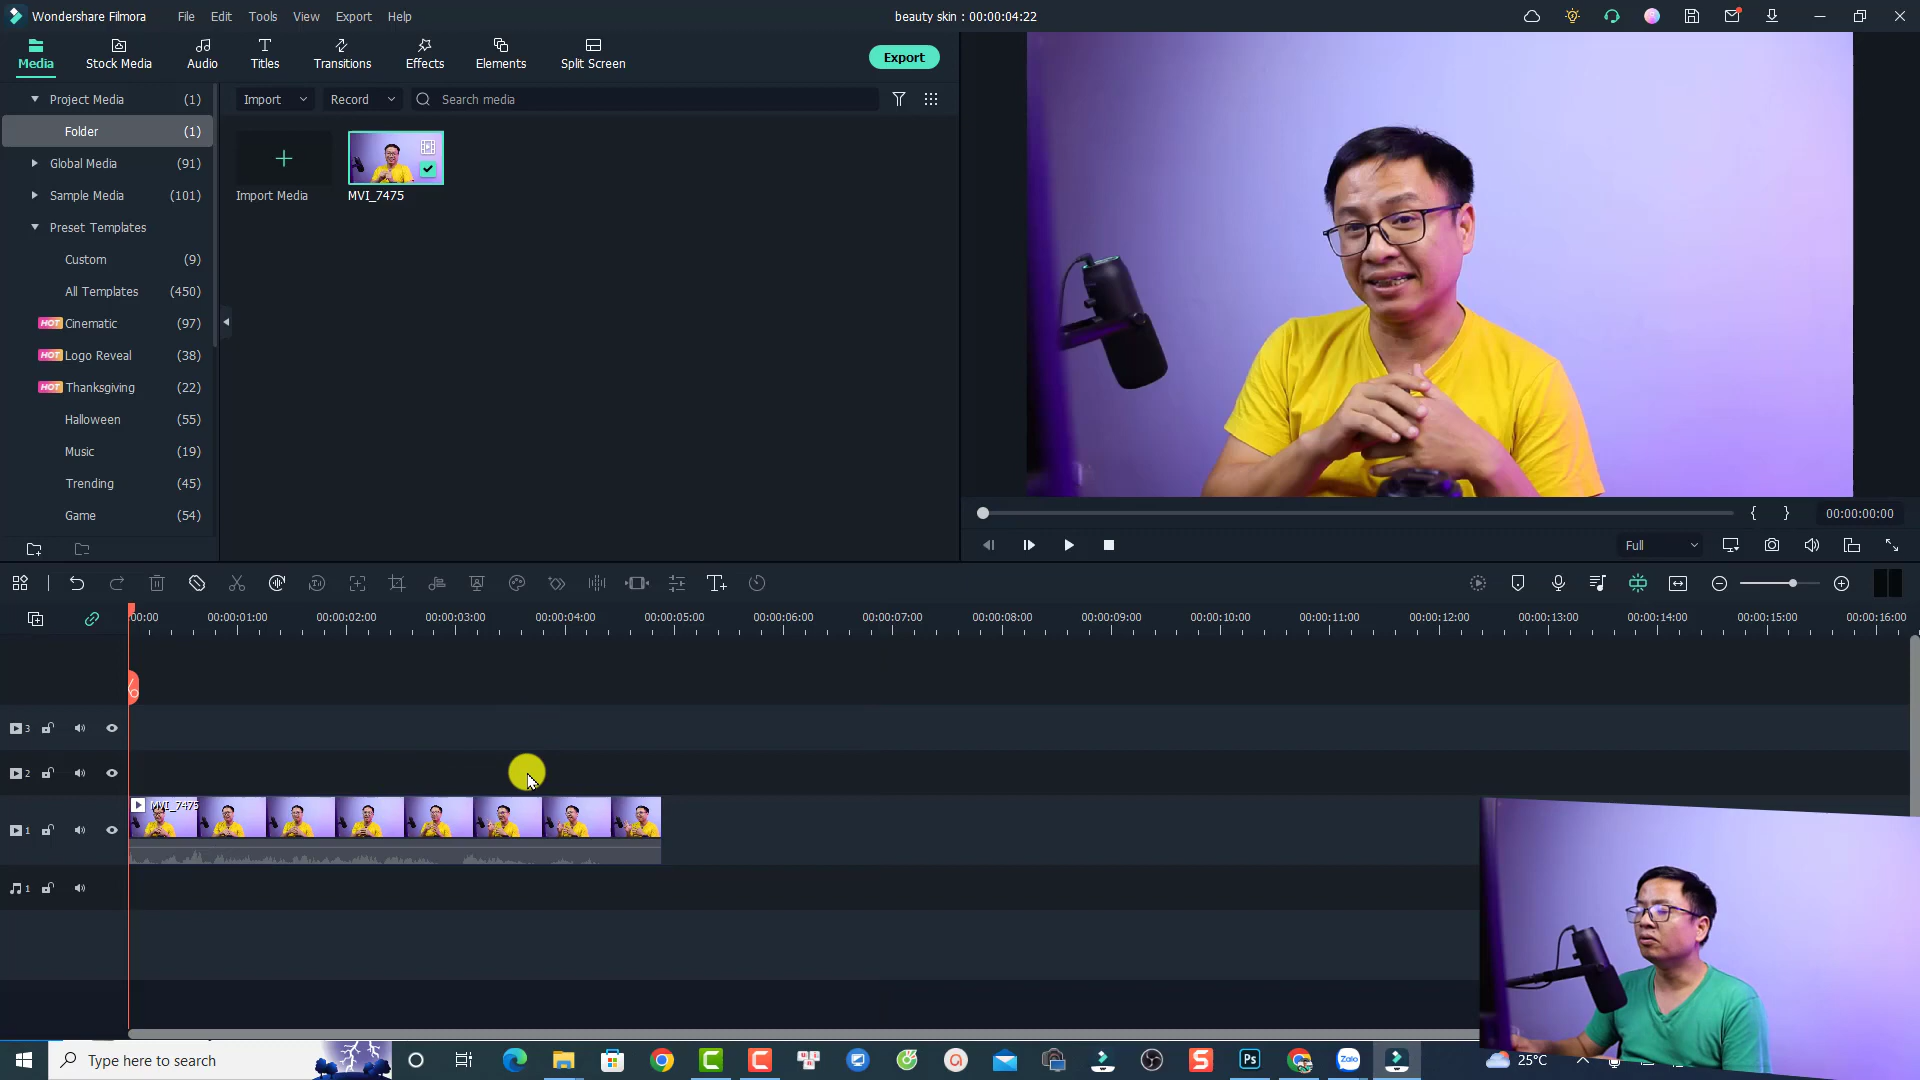 Wondershare Filmora File Edit Tools View Export Help beauty skin : 00:00:04:22
Media Stock Media Audio Titles Transitions Effects Elements Split Screen Export
Project Media (1) Import Record Search media
Folder (1)
Global Media (91)
Sample Media (101) Import Media MVI_7475
Preset Templates
Custom (9)
All Templates (450)
HOT Cinematic (97)
HOT Logo Reveal (38)
HOT Thanksgiving (22)
Halloween (55)
Music (19)
Trending (45)
Game (54) 00:00:00:00
Full
00:00 00:00:01:00 00:00:02:00 00:00:03:00 00:00:04:00 00:00:05:00 00:00:06:00 00:00:07:00 00:00:08:00 00:00:09:00 00:00:10:00 00:00:11:00 00:00:12:00 00:00:13:00 00:00:14:00 00:00:15:00 00:00:16:00
3
2
MVI_7475
1
1
Type here to search Ps Zalo 25°C